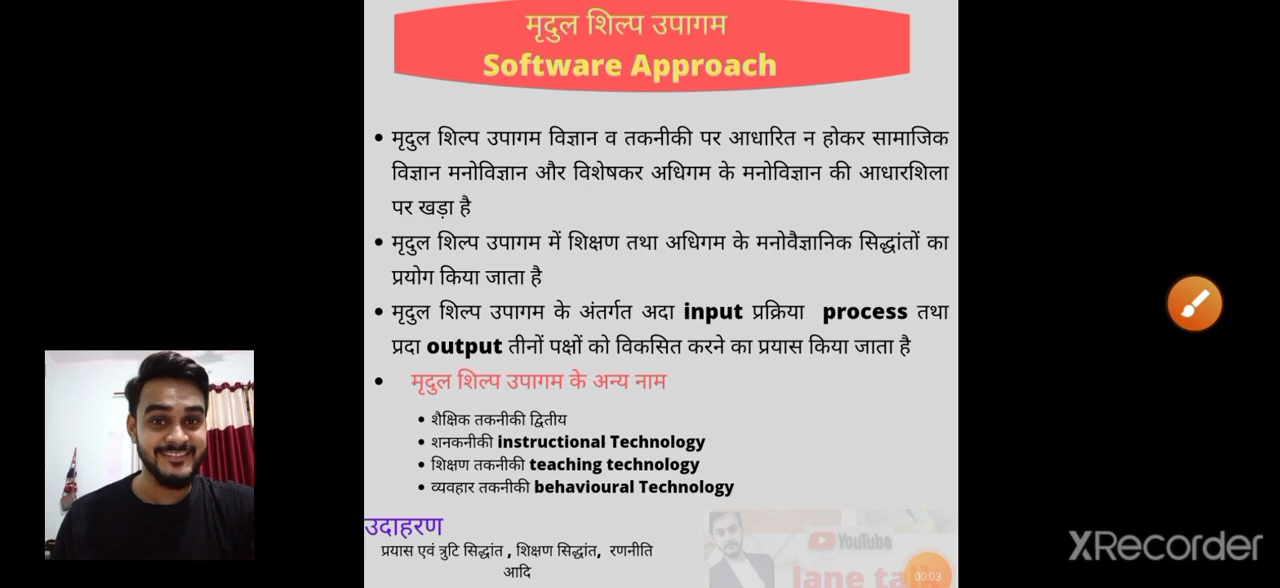 मृदुल शिल्प उपागम
Software Approach
• मृदुल शिल्प उपागम विज्ञान व तकनीकी पर आधारित न होकर सामाजिक
विज्ञान मनोविज्ञान और विशेषकर अधिगम के मनोविज्ञान की आधारशिला
पर खड़ा है
• मृदुल शिल्प उपागम में शिक्षण तथा अधिगम के मनोवैज्ञानिक सिद्धांतों का
प्रयोग किया जाता है
• मृदुल शिल्प उपागम के अंतर्गत अदा input प्रक्रिया process तथा
प्रदा output तीनों पक्षों को विकसित करने का प्रयास किया जाता है
• मृदुल शिल्प उपागम के अन्य नाम
• शैक्षिक तकनीकी द्वितीय
• शनकनीकी instructional Technology
• शिक्षण तकनीकी teaching technology
• व्यवहार तकनीकी behavioural Technology
उदाहरण
प्रयास एवं त्रुटि सिद्धांत , शिक्षण सिद्धांत, रणनीति
आदि
YouTube
Jane
00:03
XRecorder